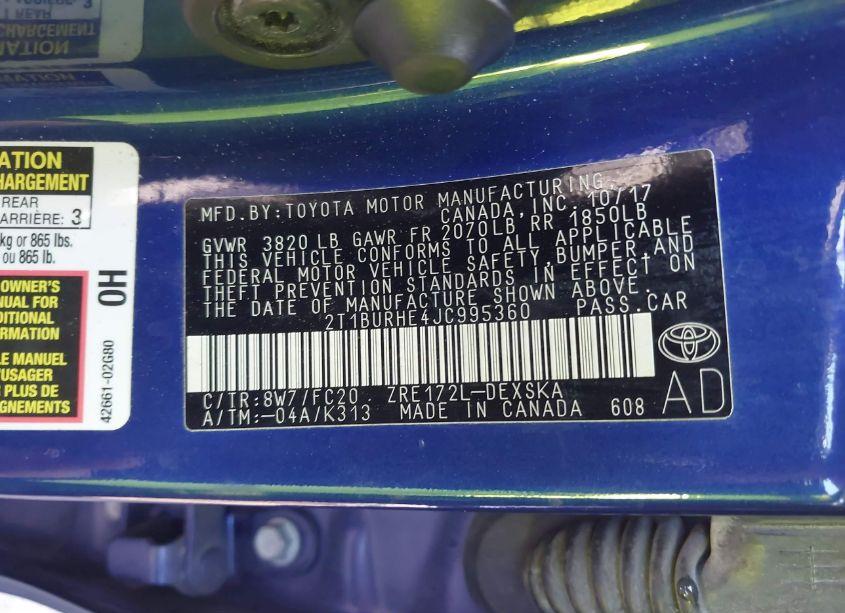 ATION
HARGEMENT
REAR
ARRIÈRE: 3
kg or 865 lbs.
ou 865 lb.
OWNER'S
NUAL FOR
DITIONAL
ORMATION
LE MANUEL
'USAGER
PLUS DE
IGNEMENTS
OH
42661-02G80
MFD.BY:TOYOTA MOTOR MANUFACTURING,
CANADA, INC. 10/17
GVWR 3820 LB GAWR FR 2070LB, RR 1850LB
THIS VEHICLE CONFORMS TO ALL APPLICABLE
FEDERAL MOTOR VEHICLE SAFETY, BUMPER, AND
THEFT PREVENTION STANDARDS IN EFFECT ON
THE DATE OF MANUFACTURE SHOWN ABOVE.
2T1BURHE4JC995360 PASS.CAR
C/TR:8W7/FC20 ZRE172L-DEXSKA
A/TM:-04A/K313 MADE IN CANADA 608
AD